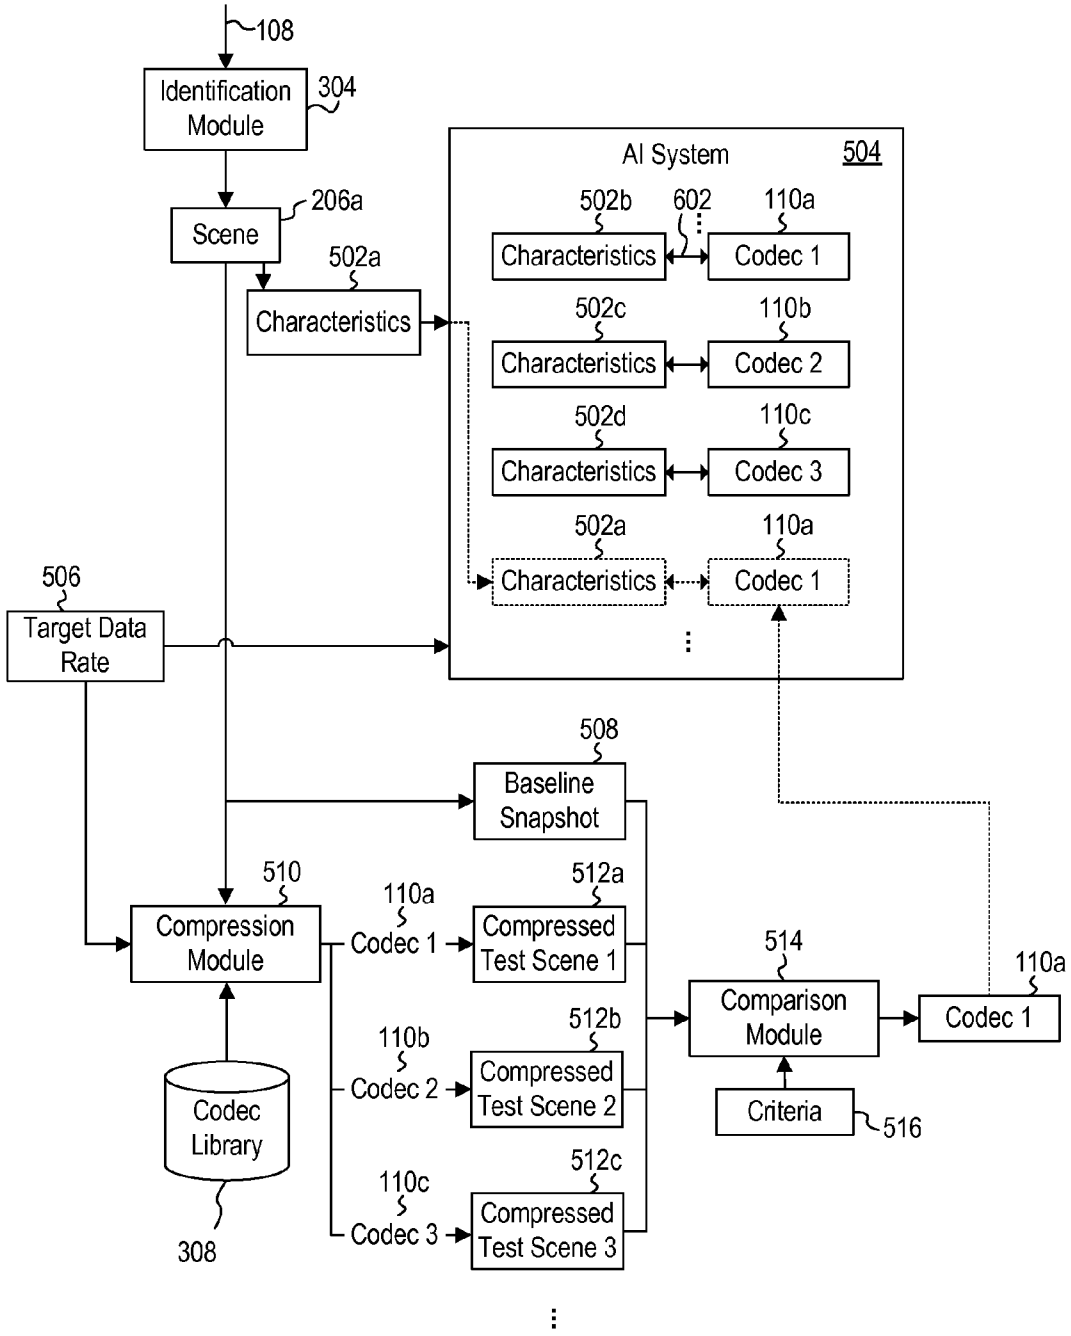 108
Identification
Module
304
206a
Scene
502a
Characteristics
AI System
504
502b
602
110a
Characteristics
Codec 1
502c
110b
Characteristics
Codec 2
502d
110c
Characteristics
Codec 3
502a
110a
Characteristics
Codec 1
506
Target Data
Rate
508
Baseline
Snapshot
510
Compression
Module
110a
Codec 1
512a
Compressed
Test Scene 1
110b
Codec 2
512b
Compressed
Test Scene 2
110c
Codec 3
512c
Compressed
Test Scene 3
Codec
Library
308
514
Comparison
Module
110a
Codec 1
Criteria
516